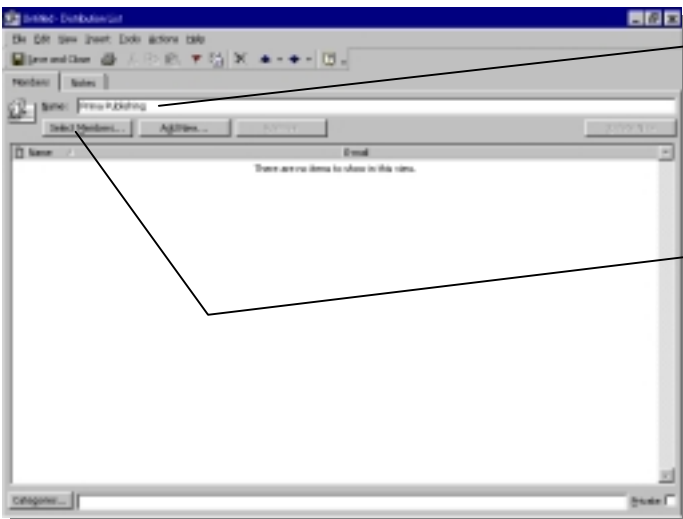 Untitled - Distribution List
File Edit View Insert Tools Actions Help
Save and Close
Members Notes
Name: Prima Publishing
Select Members... Add New...
Name E-mail
There are no items to show in this view.
Categories... Private